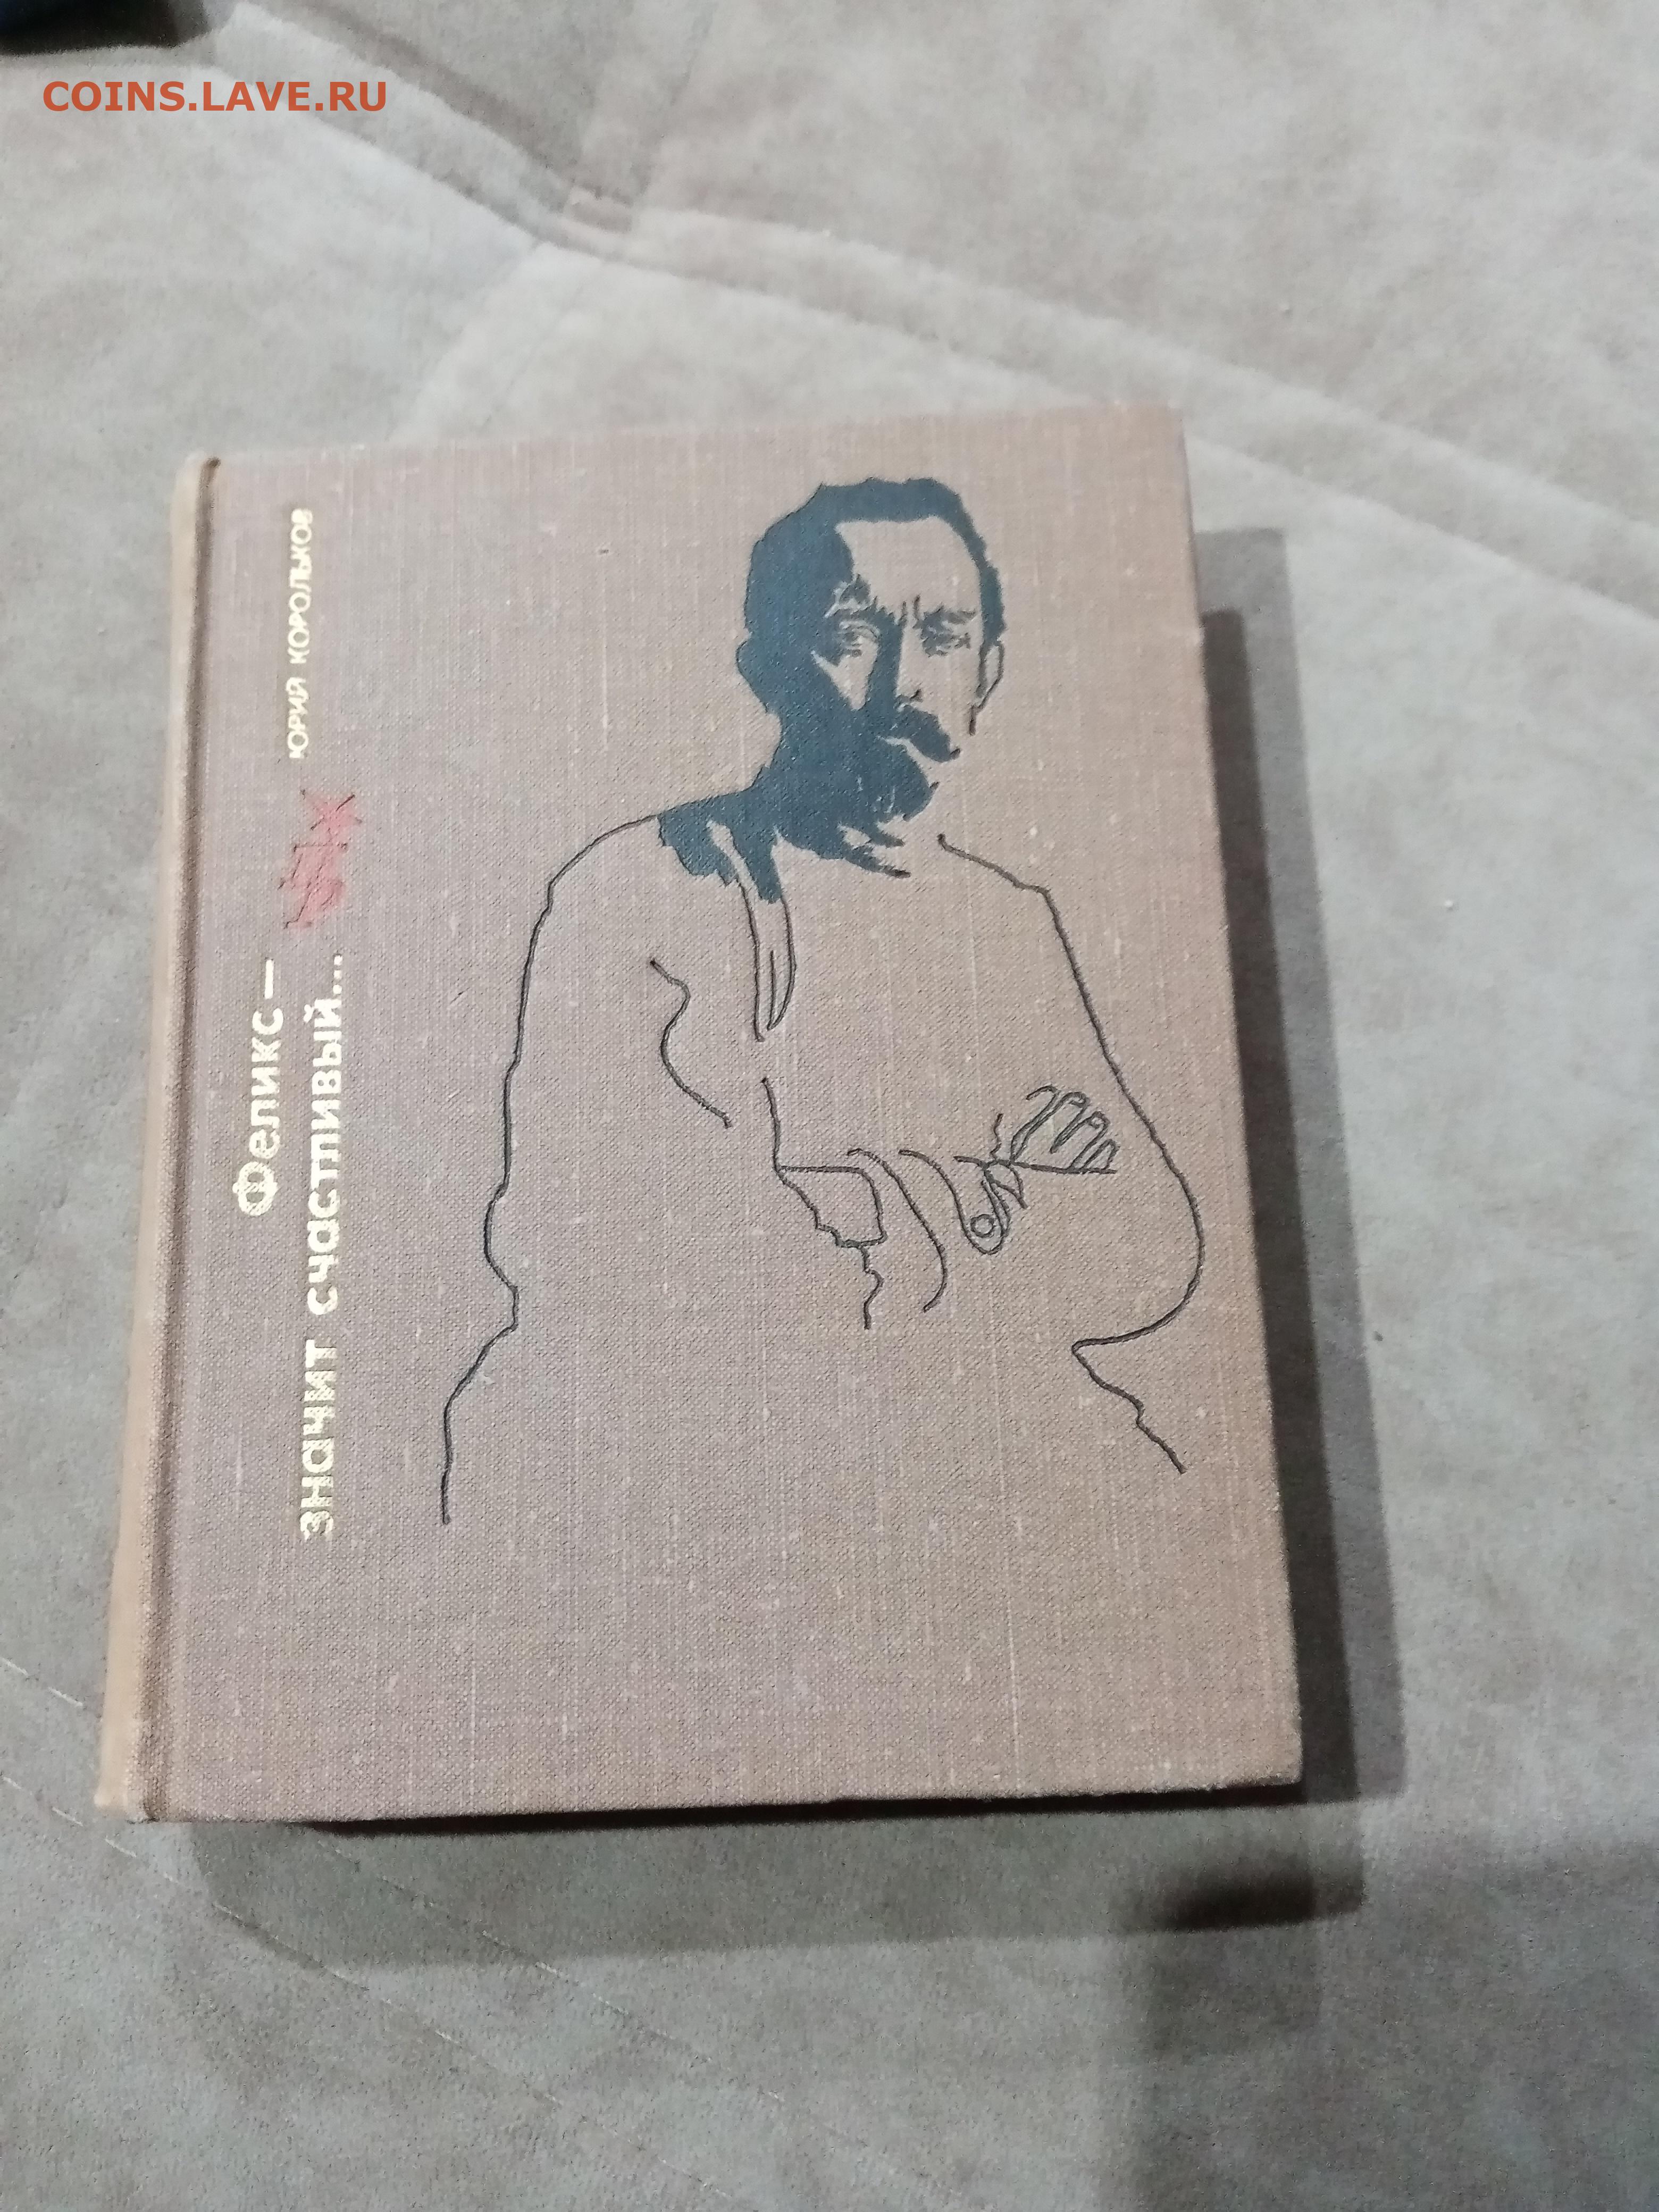 COINS.LAVE.RU
Феликс —
значит счастливый...
ЮРИЙ КОРОЛЬКОВ